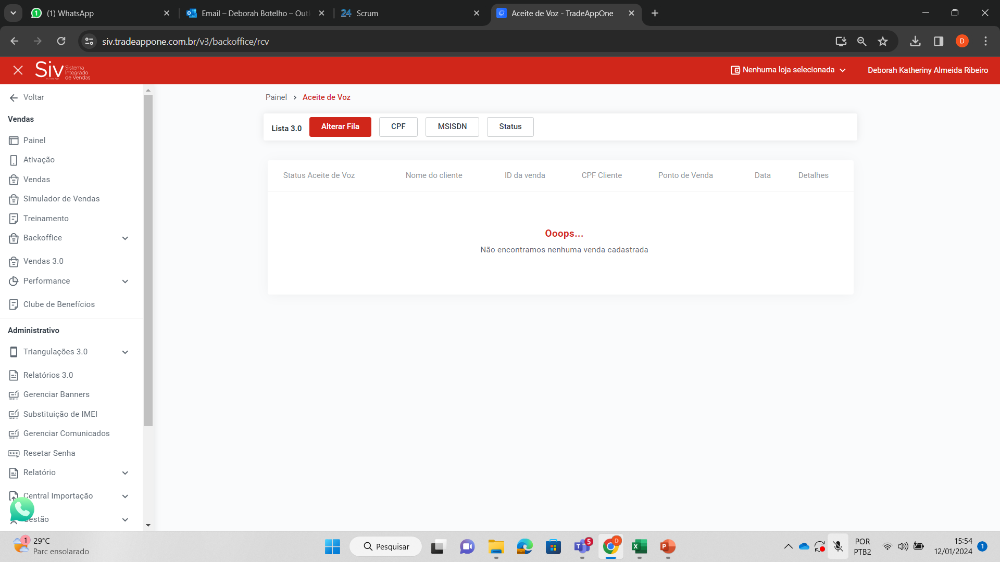 (1) WhatsApp
Email – Deborah Botelho – Outl
24 Scrum
Aceite de Voz - TradeAppOne
siv.tradeappone.com.br/v3/backoffice/rcv
D
Siv Sistema Integrado de Vendas
Nenhuma loja selecionada
Deborah Katheriny Almeida Ribeiro
Voltar
Vendas
Painel
Ativação
Vendas
Simulador de Vendas
Treinamento
Backoffice
Vendas 3.0
Performance
Clube de Benefícios
Administrativo
Triangulações 3.0
Relatórios 3.0
Gerenciar Banners
Substituição de IMEI
Gerenciar Comunicados
Resetar Senha
Relatório
Central Importação
Gestão
Painel > Aceite de Voz
Lista 3.0 Alterar Fila CPF MSISDN Status
Status Aceite de Voz Nome do cliente ID da venda CPF Cliente Ponto de Venda Data Detalhes
Ooops...
Não encontramos nenhuma venda cadastrada
1
29°C
Parc ensolarado
Pesquisar
5
D
POR
PTB2
15:54
12/01/2024
1